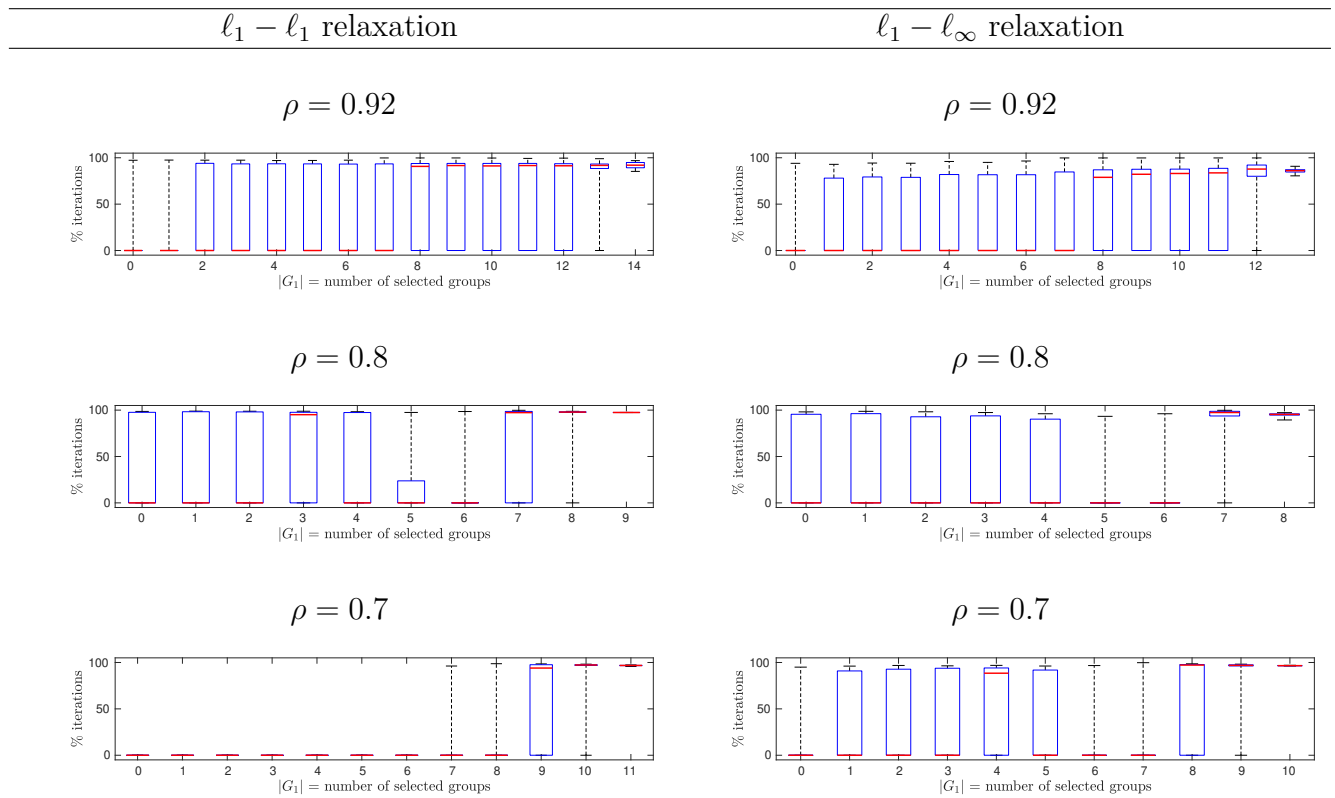 ℓ₁ − ℓ₁ relaxation
ℓ₁ − ℓ∞ relaxation
ρ = 0.92
ρ = 0.92
% iterations
100
50
0
0 2 4 6 8 10 12 14
|G₁| = number of selected groups
% iterations
100
50
0
0 2 4 6 8 10 12
|G₁| = number of selected groups
ρ = 0.8
ρ = 0.8
% iterations
100
50
0
0 1 2 3 4 5 6 7 8 9
|G₁| = number of selected groups
% iterations
100
50
0
0 1 2 3 4 5 6 7 8
|G₁| = number of selected groups
ρ = 0.7
ρ = 0.7
% iterations
100
50
0
0 1 2 3 4 5 6 7 8 9 10 11
|G₁| = number of selected groups
% iterations
100
50
0
0 1 2 3 4 5 6 7 8 9 10
|G₁| = number of selected groups